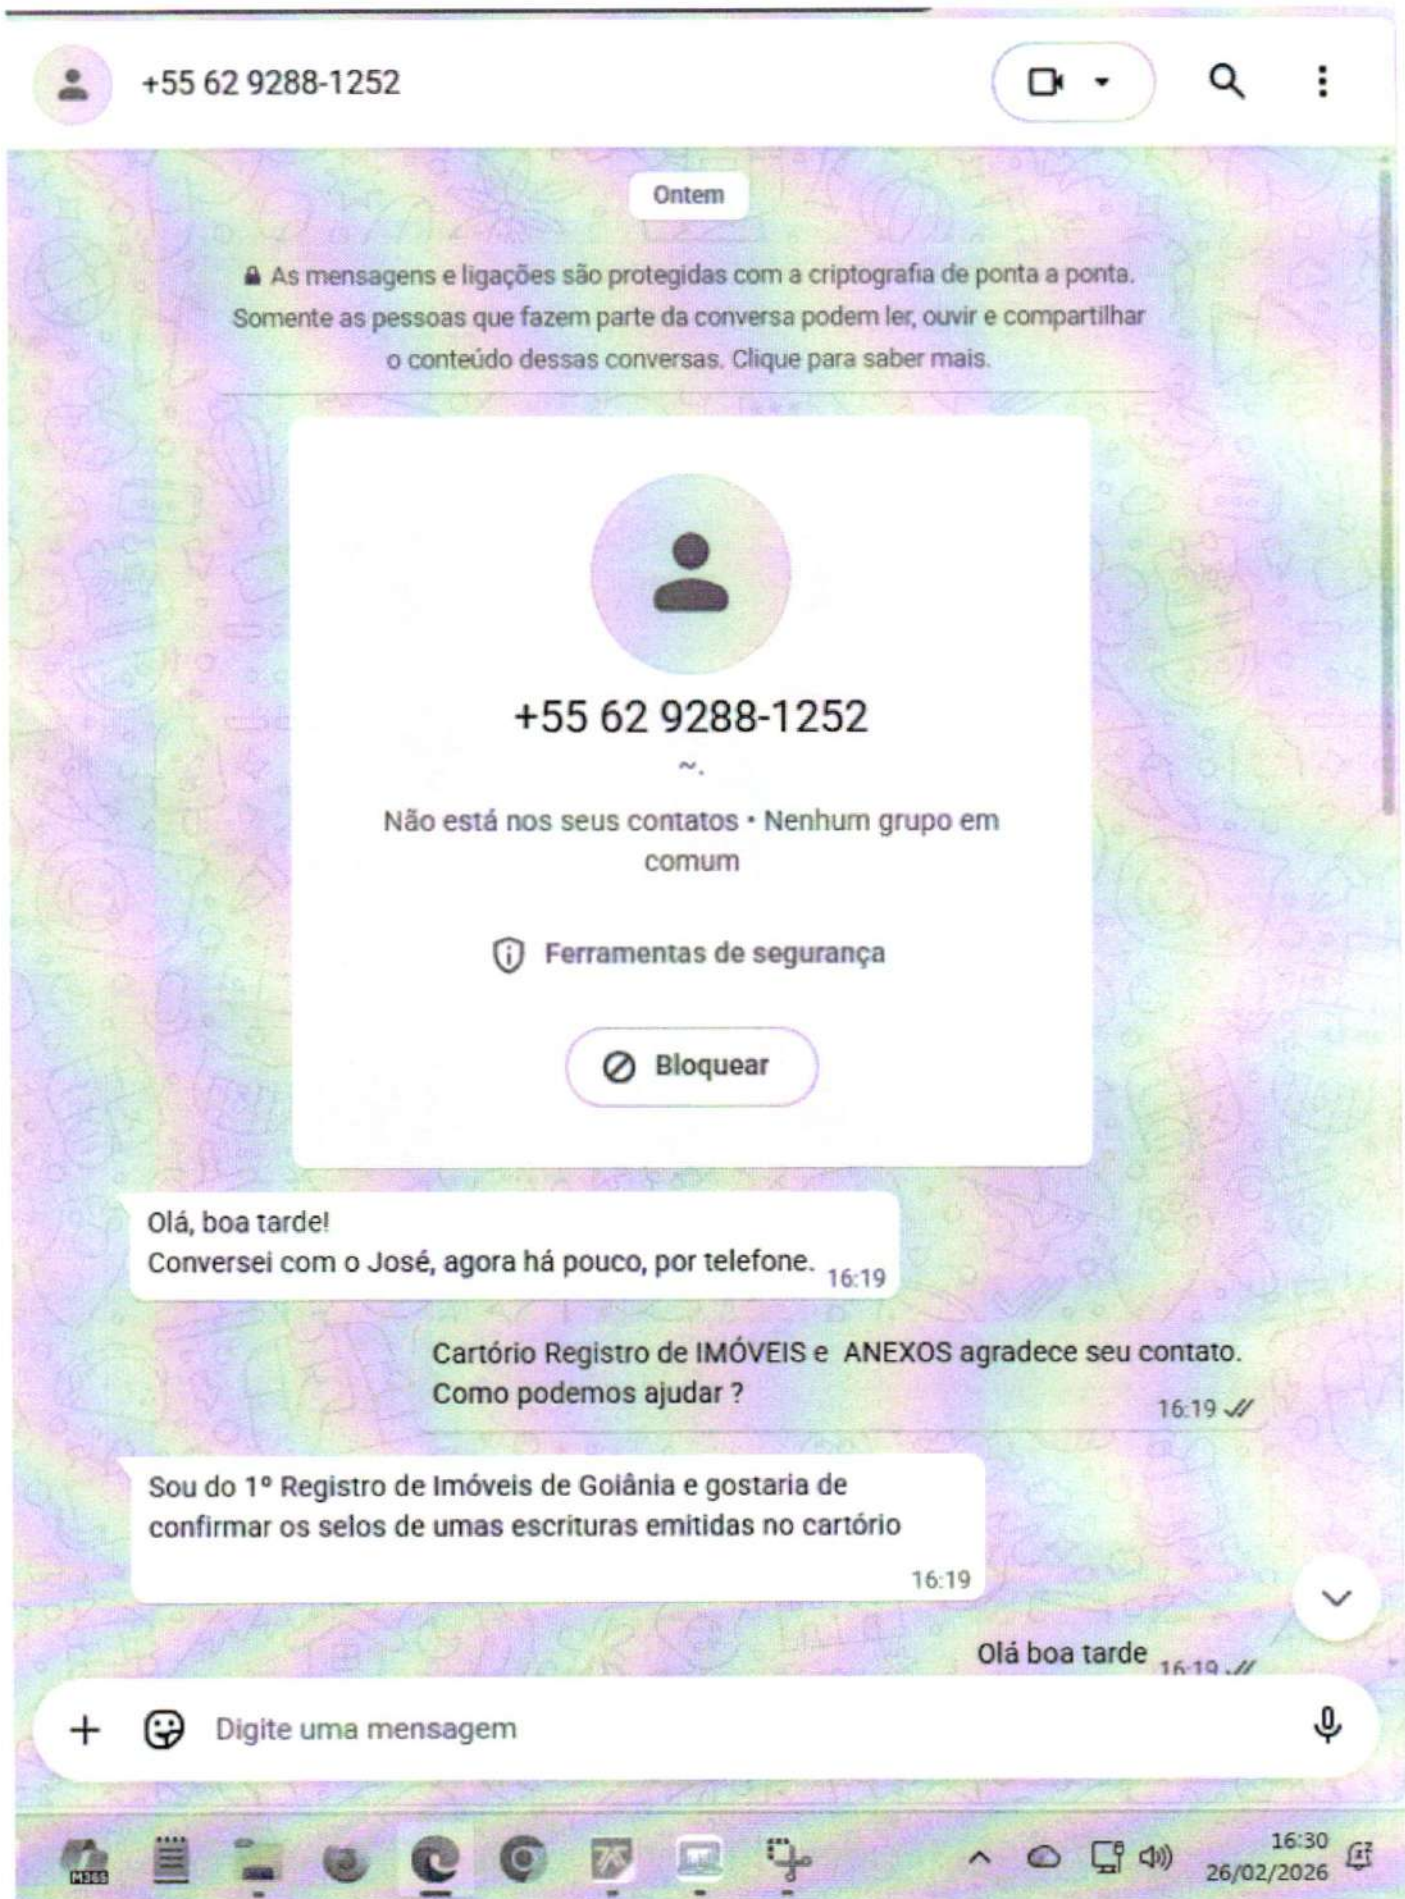 +55 62 9288-1252
Ontem
As mensagens e ligações são protegidas com a criptografia de ponta a ponta.
Somente as pessoas que fazem parte da conversa podem ler, ouvir e compartilhar
o conteúdo dessas conversas. Clique para saber mais.
+55 62 9288-1252
~.
Não está nos seus contatos • Nenhum grupo em
comum
Ferramentas de segurança
Bloquear
Olá, boa tarde!
Conversei com o José, agora há pouco, por telefone. 16:19
Cartório Registro de IMÓVEIS e ANEXOS agradece seu contato.
Como podemos ajudar ?
16:19
Sou do 1º Registro de Imóveis de Goiânia e gostaria de
confirmar os selos de umas escrituras emitidas no cartório
16:19
Olá boa tarde 16:19
Digite uma mensagem
M365
16:30
26/02/2026